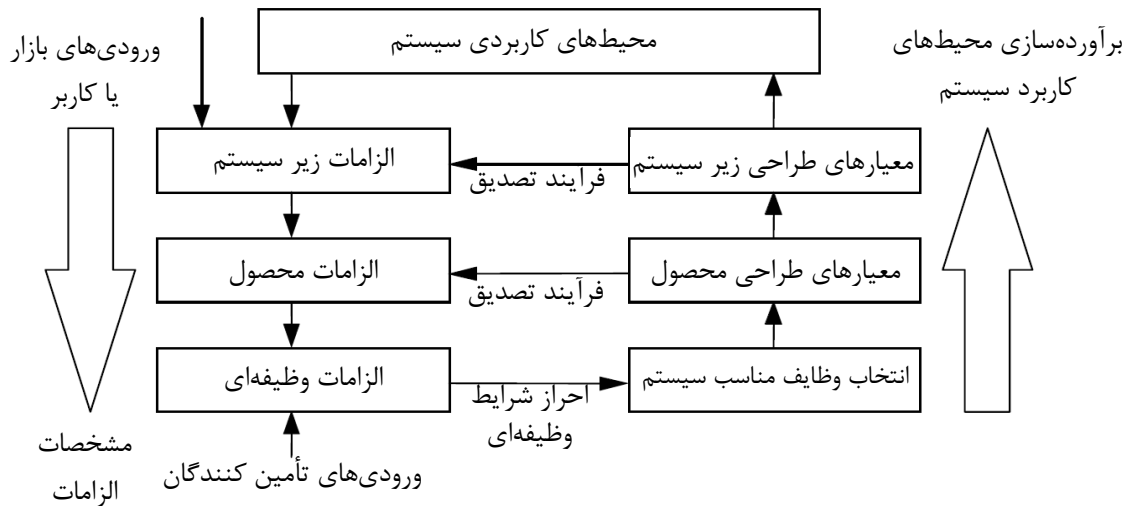 محیط‌های کاربردی سیستم
برآورده‌سازی محیط‌های
کاربرد سیستم
ورودی‌های بازار
یا کاربر
معیارهای طراحی زیر سیستم
فرآیند تصدیق
الزامات زیر سیستم
معیارهای طراحی محصول
فرآیند تصدیق
الزامات محصول
انتخاب وظایف مناسب سیستم
احراز شرایط
وظیفه‌ای
الزامات وظیفه‌ای
ورودی‌های تأمین کنندگان
مشخصات
الزامات